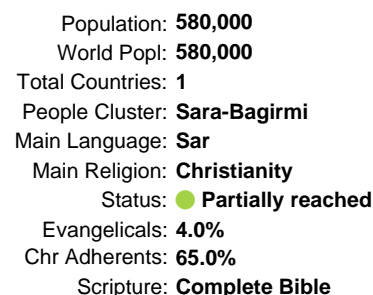 Population: 580,000
World Popl: 580,000
Total Countries: 1
People Cluster: Sara-Bagirmi
Main Language: Sar
Main Religion: Christianity
Status: Partially reached
Evangelicals: 4.0%
Chr Adherents: 65.0%
Scripture: Complete Bible